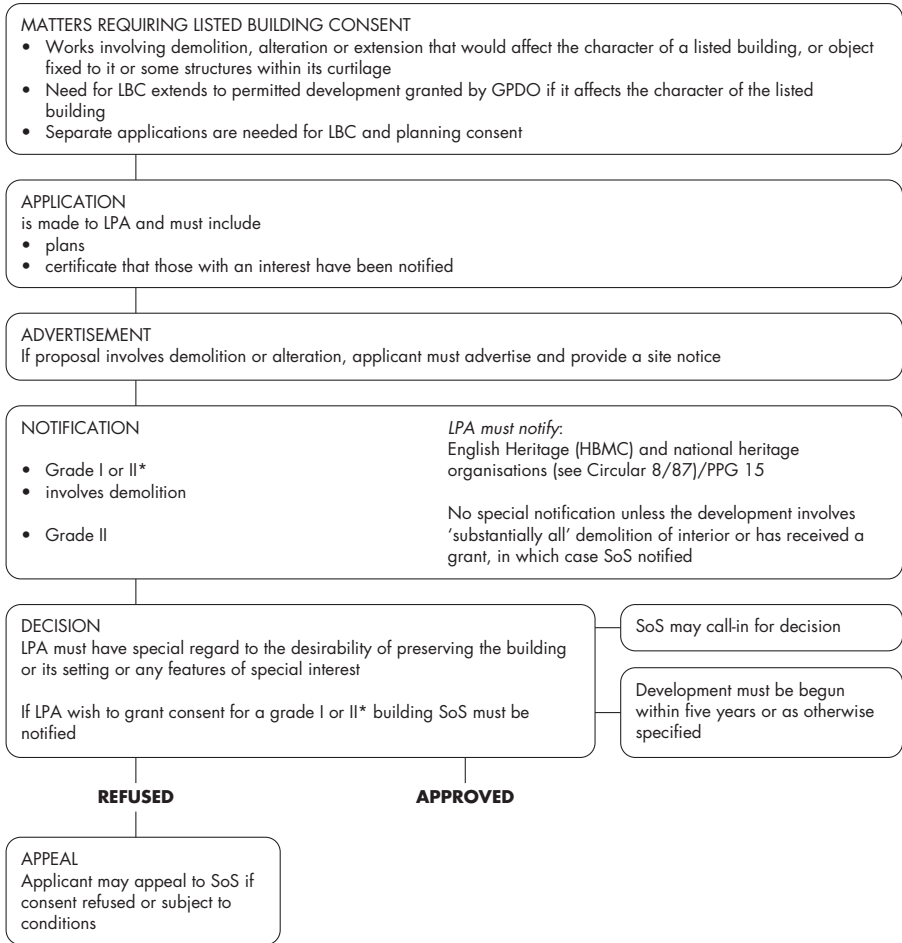 MATTERS REQUIRING LISTED BUILDING CONSENT
• Works involving demolition, alteration or extension that would affect the character of a listed building, or object
fixed to it or some structures within its curtilage
• Need for LBC extends to permitted development granted by GPDO if it affects the character of the listed
building
• Separate applications are needed for LBC and planning consent
APPLICATION
is made to LPA and must include
• plans
• certificate that those with an interest have been notified
ADVERTISEMENT
If proposal involves demolition or alteration, applicant must advertise and provide a site notice
NOTIFICATION
• Grade I or II*
• involves demolition
• Grade II
LPA must notify:
English Heritage (HBMC) and national heritage
organisations (see Circular 8/87)/PPG 15
No special notification unless the development involves
‘substantially all’ demolition of interior or has received a
grant, in which case SoS notified
DECISION
LPA must have special regard to the desirability of preserving the building
or its setting or any features of special interest
If LPA wish to grant consent for a grade I or II* building SoS must be
notified
SoS may call-in for decision
Development must be begun
within five years or as otherwise
specified
REFUSED
APPROVED
APPEAL
Applicant may appeal to SoS if
consent refused or subject to
conditions